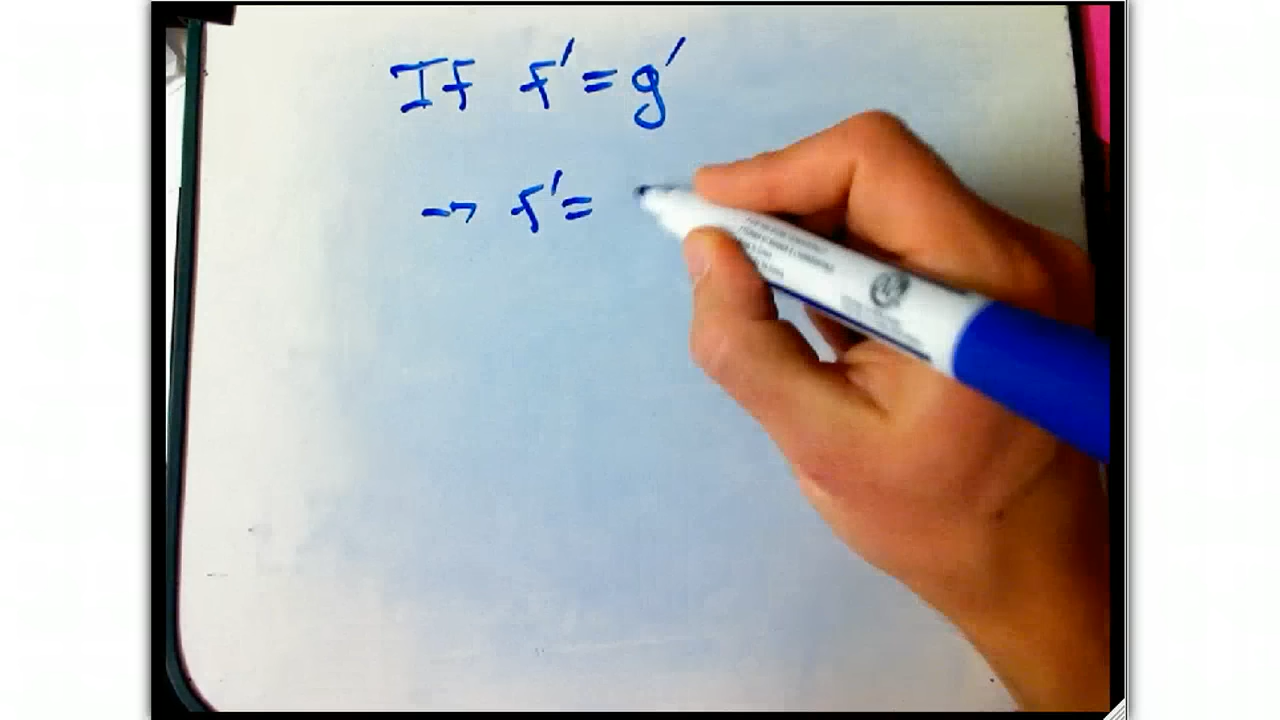 If f' = g'
→ f' =